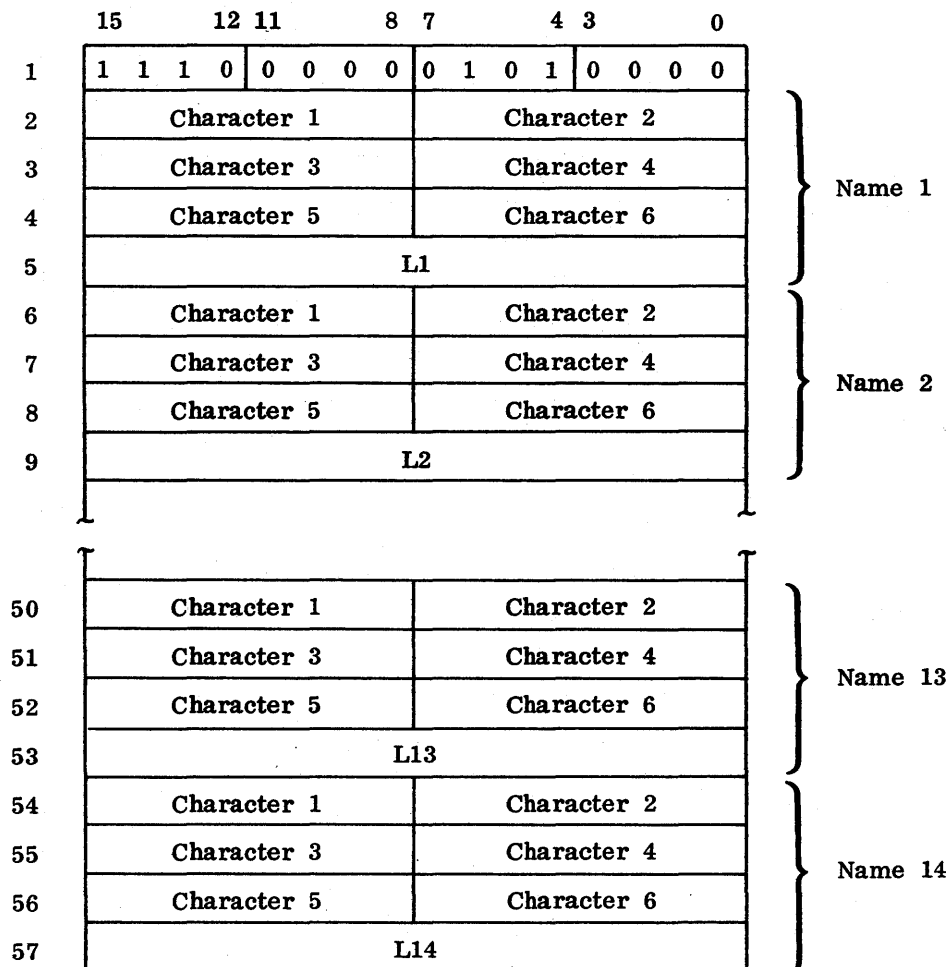 15 12 11 8 7 4 3 0
1 1 1 1 0 0 0 0 0 0 1 0 1 0 0 0 0
2 Character 1 Character 2
3 Character 3 Character 4
Name 1
4 Character 5 Character 6
5 L1
6 Character 1 Character 2
7 Character 3 Character 4
Name 2
8 Character 5 Character 6
9 L2
50 Character 1 Character 2
51 Character 3 Character 4
Name 13
52 Character 5 Character 6
53 L13
54 Character 1 Character 2
55 Character 3 Character 4
Name 14
56 Character 5 Character 6
57 L14